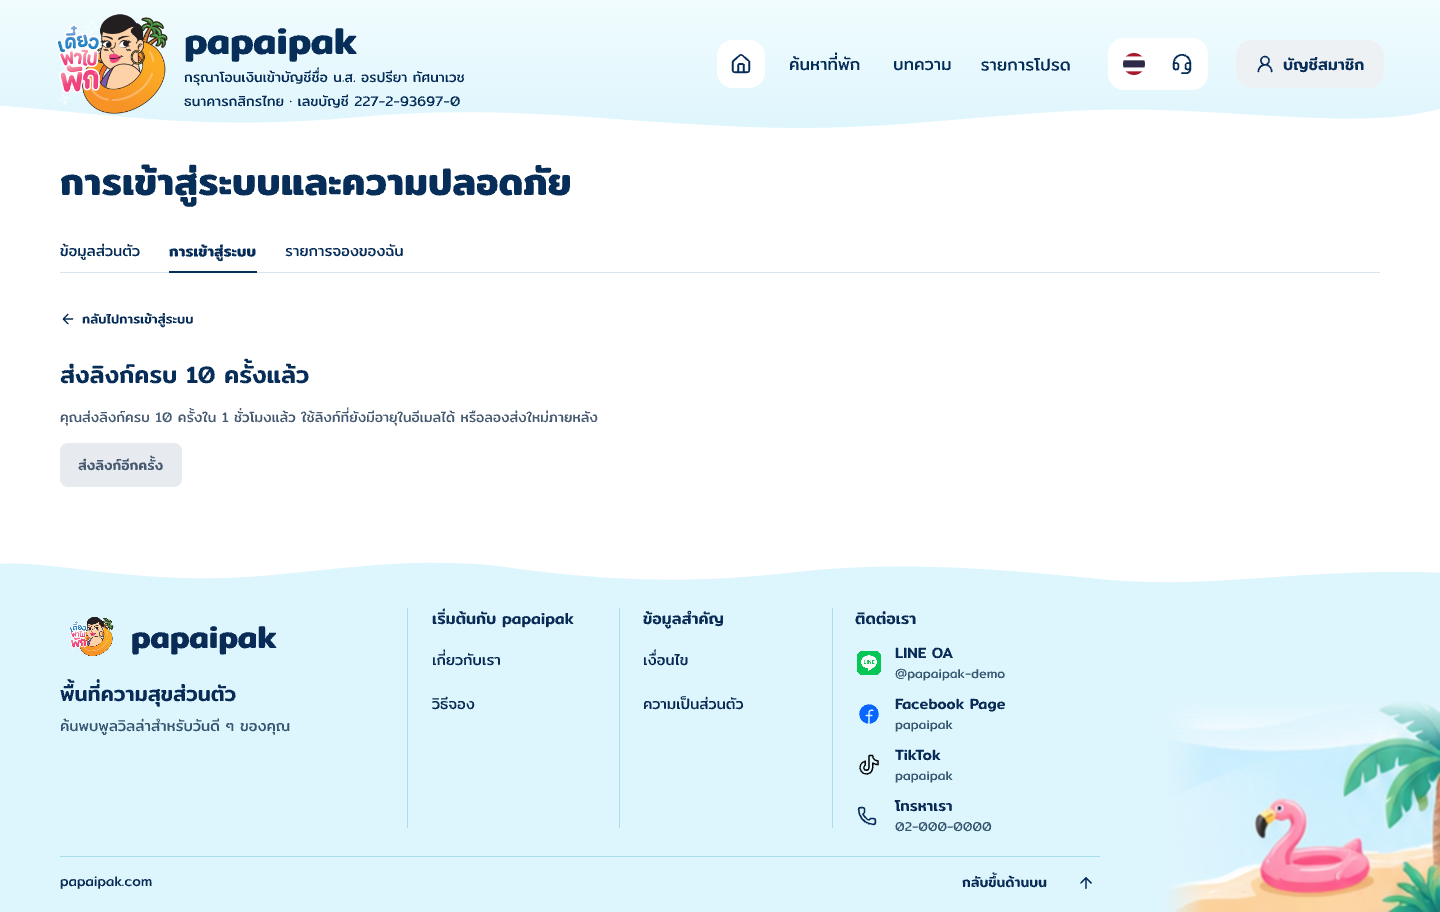 เดี๋ยว
พาไป
พัก
papaipak
กรุณาโอนเงินเข้าบัญชีชื่อ น.ส. อรปรียา ทัศนาเวช
ธนาคารกสิกรไทย · เลขบัญชี 227-2-93697-0
ค้นหาที่พัก
บทความ
รายการโปรด
บัญชีสมาชิก
การเข้าสู่ระบบและความปลอดภัย
ข้อมูลส่วนตัว
การเข้าสู่ระบบ
รายการจองของฉัน
กลับไปการเข้าสู่ระบบ
ส่งลิงก์ครบ 10 ครั้งแล้ว
คุณส่งลิงก์ครบ 10 ครั้งใน 1 ชั่วโมงแล้ว ใช้ลิงก์ที่ยังมีอายุในอีเมลได้ หรือลองส่งใหม่ภายหลัง
ส่งลิงก์อีกครั้ง
เดี๋ยว
พาไป
พัก
papaipak
พื้นที่ความสุขส่วนตัว
ค้นพบพูลวิลล่าสำหรับวันดี ๆ ของคุณ
เริ่มต้นกับ papaipak
เกี่ยวกับเรา
วิธีจอง
ข้อมูลสำคัญ
เงื่อนไข
ความเป็นส่วนตัว
ติดต่อเรา
LINE
LINE OA
@papaipak-demo
Facebook Page
papaipak
TikTok
papaipak
โทรหาเรา
02-000-0000
papaipak.com
กลับขึ้นด้านบน